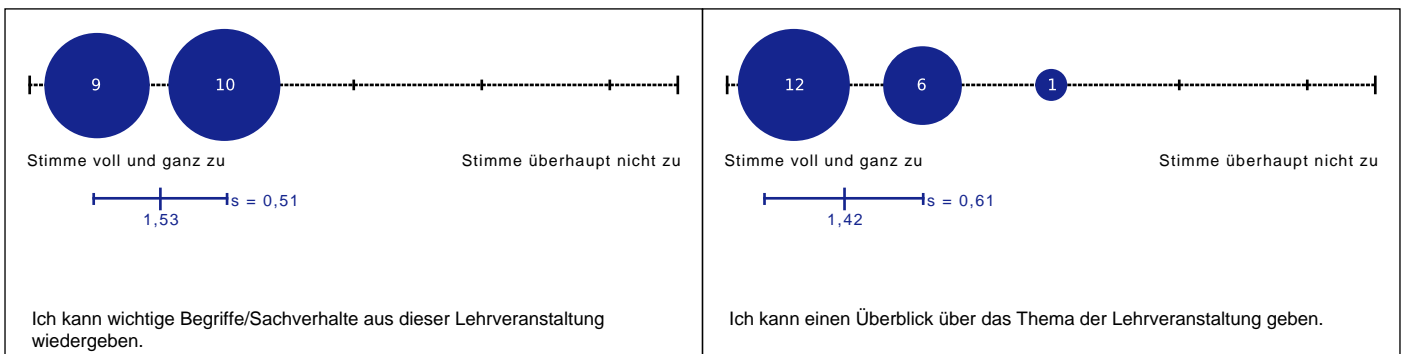 9 10
Stimme voll und ganz zu Stimme überhaupt nicht zu
s = 0,51
1,53
Ich kann wichtige Begriffe/Sachverhalte aus dieser Lehrveranstaltung
wiedergeben.
12 6 1
Stimme voll und ganz zu Stimme überhaupt nicht zu
s = 0,61
1,42
Ich kann einen Überblick über das Thema der Lehrveranstaltung geben.